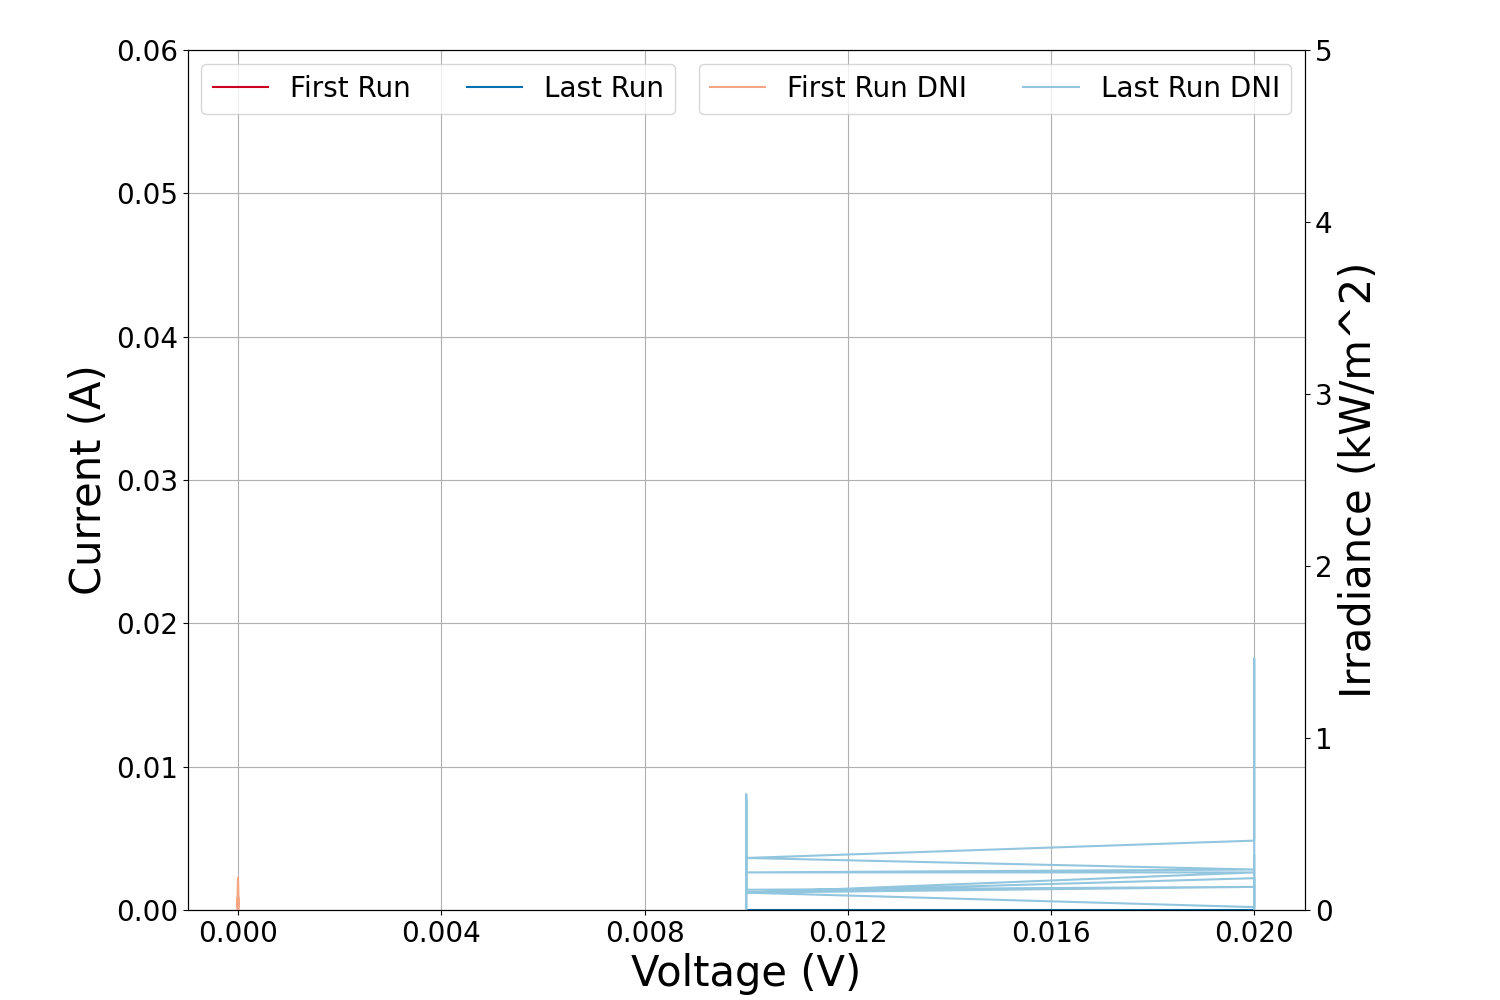 First Run
Last Run
First Run DNI
Last Run DNI
0.06
0.05
0.04
0.03
0.02
0.01
0.00
Current (A)
5
4
3
2
1
0
Irradiance (kW/m^2)
0.000 0.004 0.008 0.012 0.016 0.020
Voltage (V)